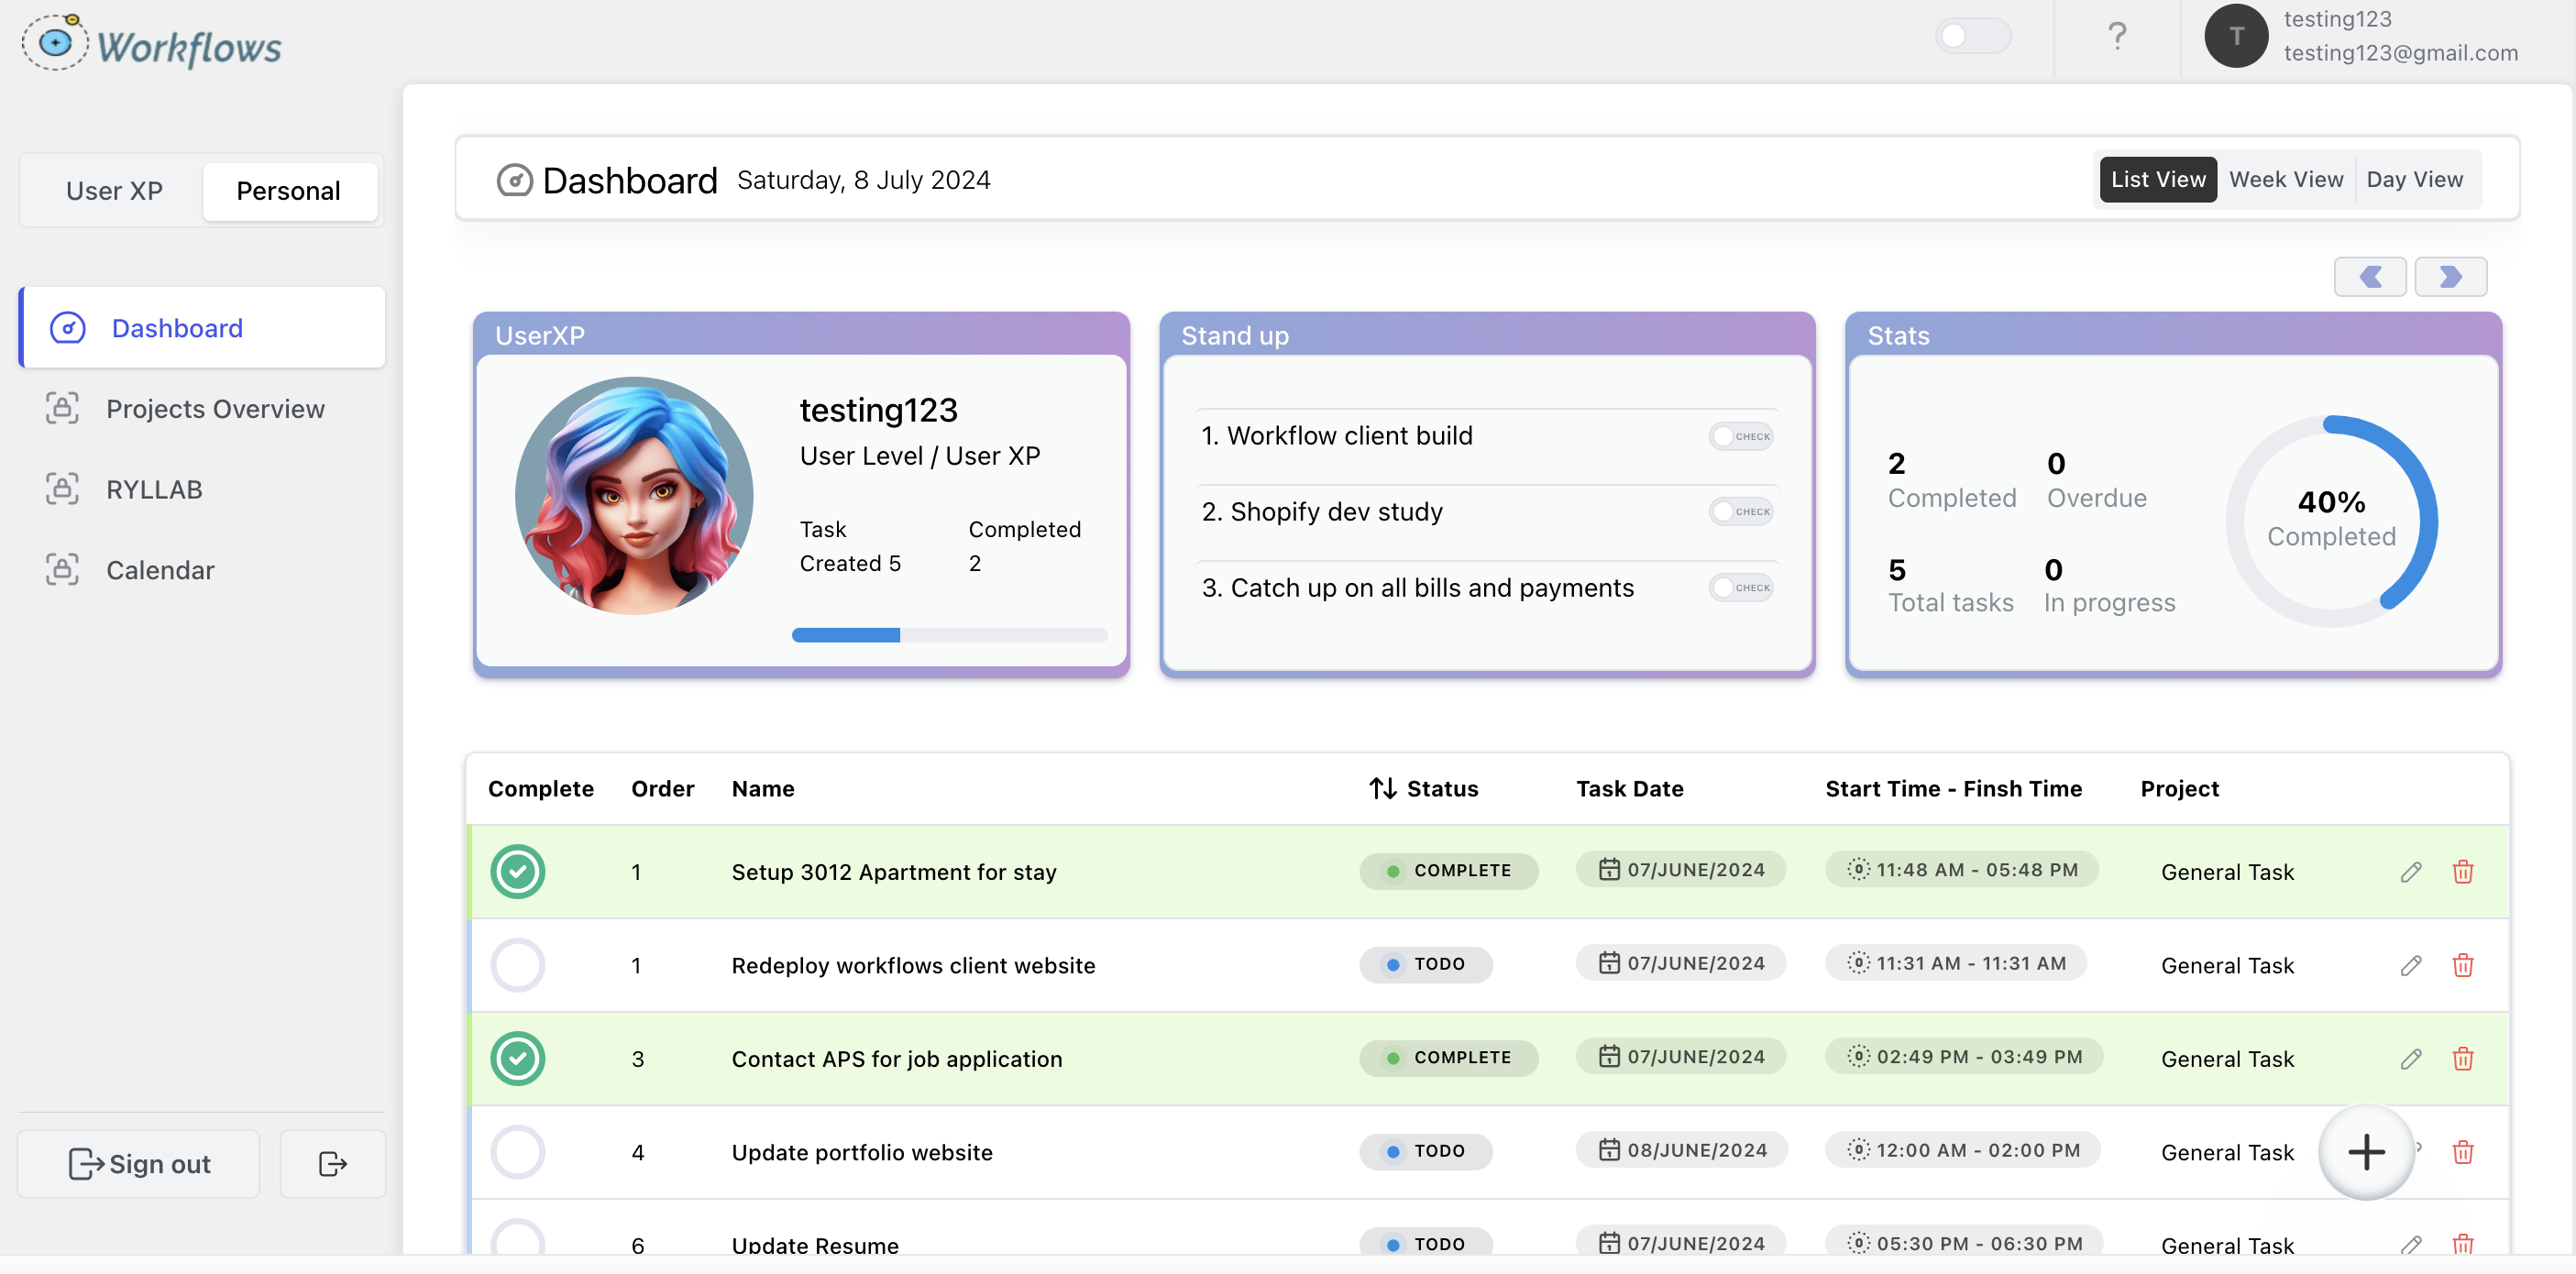 Workflows
?
T
testing123
testing123@gmail.com
User XP
Personal
Dashboard
Projects Overview
RYLLAB
Calendar
Sign out
Dashboard Saturday, 8 July 2024
List View Week View Day View
UserXP
testing123
User Level / User XP
Task Completed
Created 5 2
Stand up
1. Workflow client build CHECK
2. Shopify dev study CHECK
3. Catch up on all bills and payments CHECK
Stats
2 0
Completed Overdue
5 0
Total tasks In progress
40%
Completed
Complete Order Name Status Task Date Start Time - Finsh Time Project
1 Setup 3012 Apartment for stay COMPLETE 07/JUNE/2024 11:48 AM - 05:48 PM General Task
1 Redeploy workflows client website TODO 07/JUNE/2024 11:31 AM - 11:31 AM General Task
3 Contact APS for job application COMPLETE 07/JUNE/2024 02:49 PM - 03:49 PM General Task
4 Update portfolio website TODO 08/JUNE/2024 12:00 AM - 02:00 PM General Task
6 Update Resume TODO 07/JUNE/2024 05:30 PM - 06:30 PM General Task